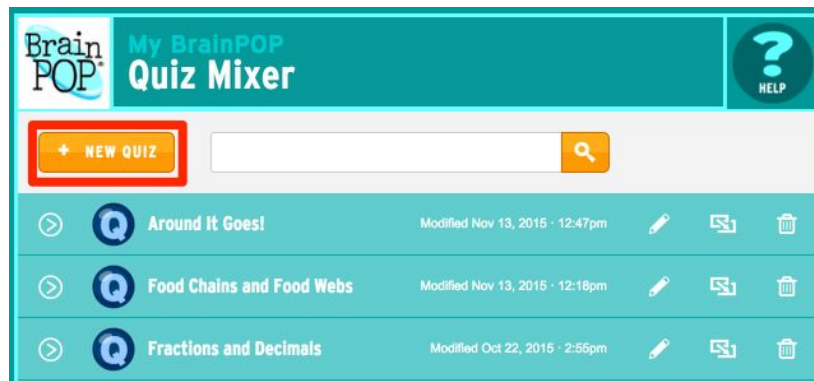 Brain
POP®
My BrainPOP
Quiz Mixer
?
HELP
+ NEW QUIZ
Q Around It Goes! Modified Nov 13, 2015 · 12:47pm
Q Food Chains and Food Webs Modified Nov 13, 2015 · 12:18pm
Q Fractions and Decimals Modified Oct 22, 2015 · 2:55pm